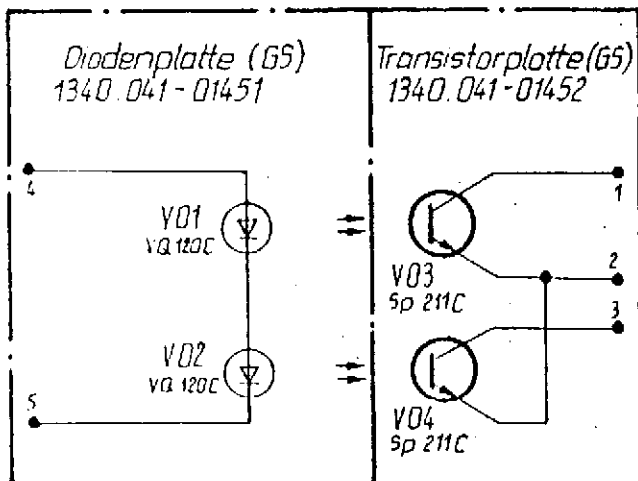 Diodenplatte (GS)
1340.041-01451
Transistorplatte (GS)
1340.041-01452
4
V01
VQ 120C
V02
VQ 120C
5
1
V03
Sp 211C
2
3
V04
Sp 211C